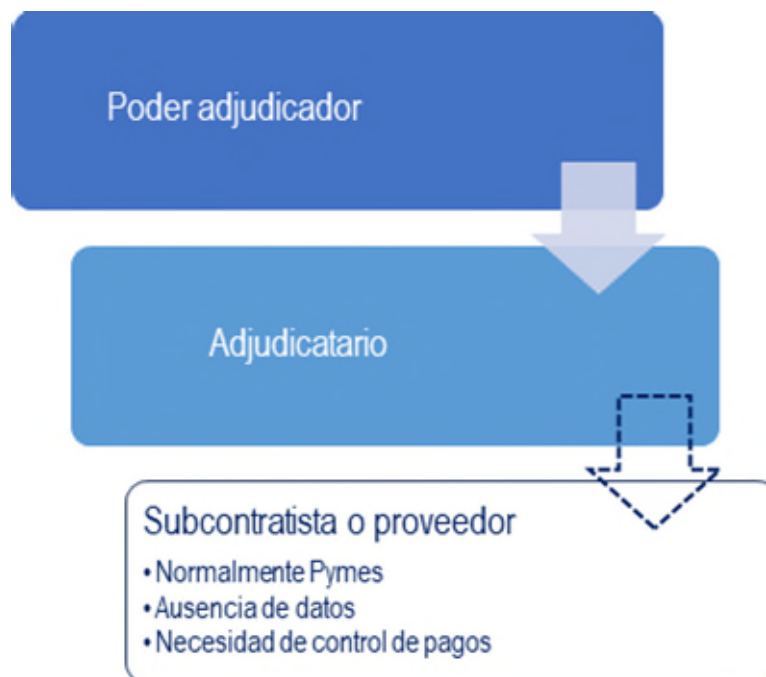 Poder adjudicador
Adjudicatario
Subcontratista o proveedor
• Normalmente Pymes
• Ausencia de datos
• Necesidad de control de pagos